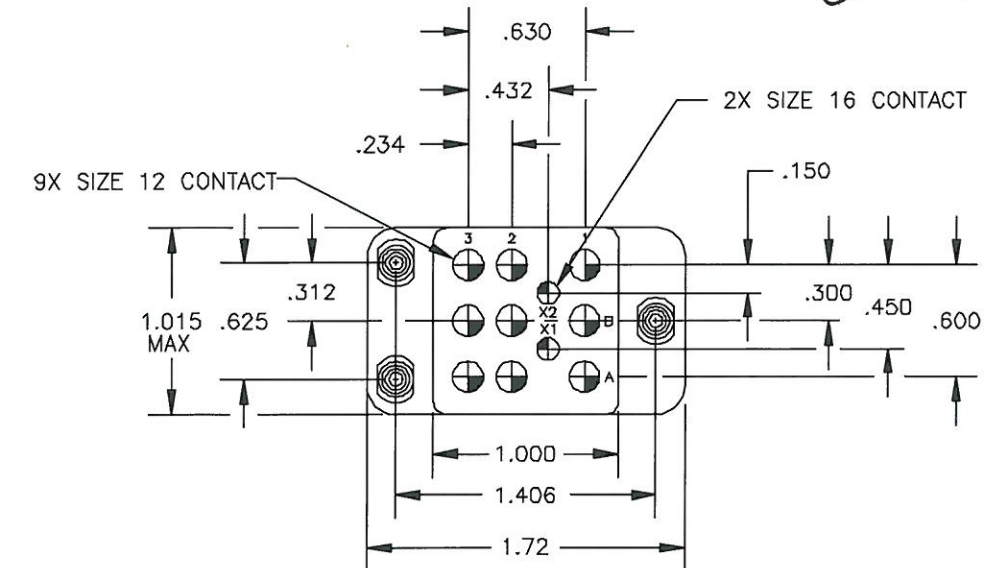 .630
.432
2X SIZE 16 CONTACT
.234
.150
9X SIZE 12 CONTACT
3 2 1
.312
.300
.450
1.015 MAX
.625
.600
X2
X1
B
A
1.000
1.406
1.72